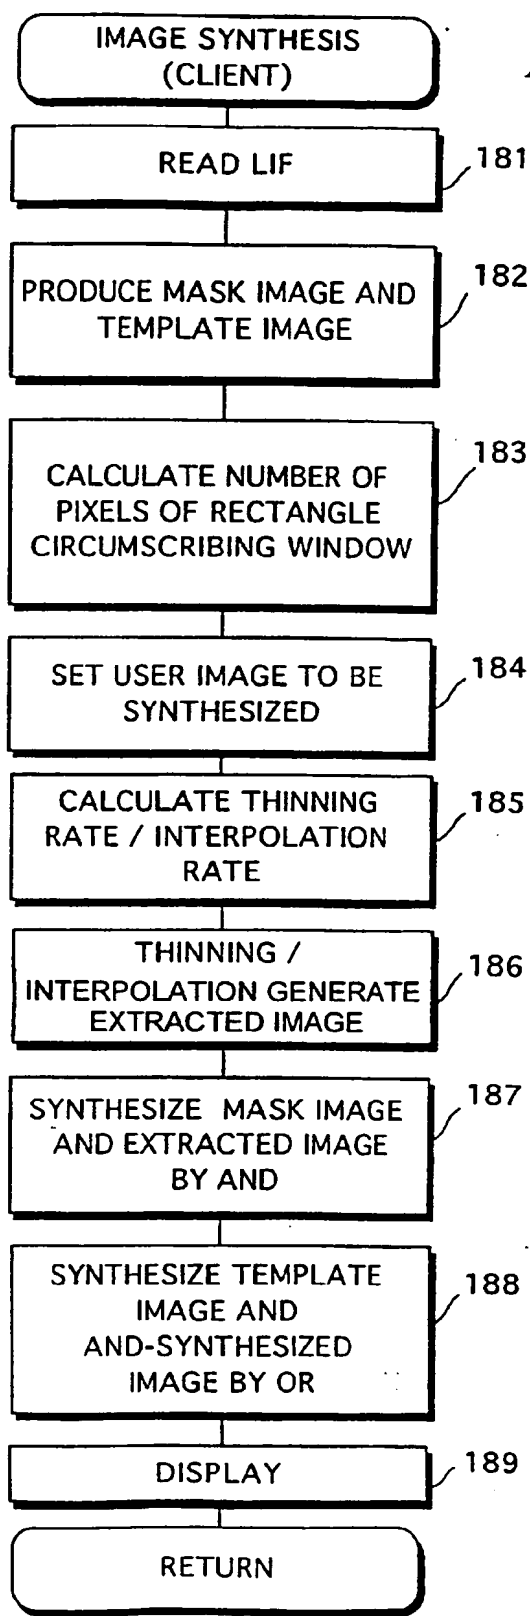 IMAGE SYNTHESIS
(CLIENT)
READ LIF
181
PRODUCE MASK IMAGE AND
TEMPLATE IMAGE
182
CALCULATE NUMBER OF
PIXELS OF RECTANGLE
CIRCUMSCRIBING WINDOW
183
SET USER IMAGE TO BE
SYNTHESIZED
184
CALCULATE THINNING
RATE / INTERPOLATION
RATE
185
THINNING /
INTERPOLATION GENERATE
EXTRACTED IMAGE
186
SYNTHESIZE MASK IMAGE
AND EXTRACTED IMAGE
BY AND
187
SYNTHESIZE TEMPLATE
IMAGE AND
AND-SYNTHESIZED
IMAGE BY OR
188
DISPLAY
189
RETURN